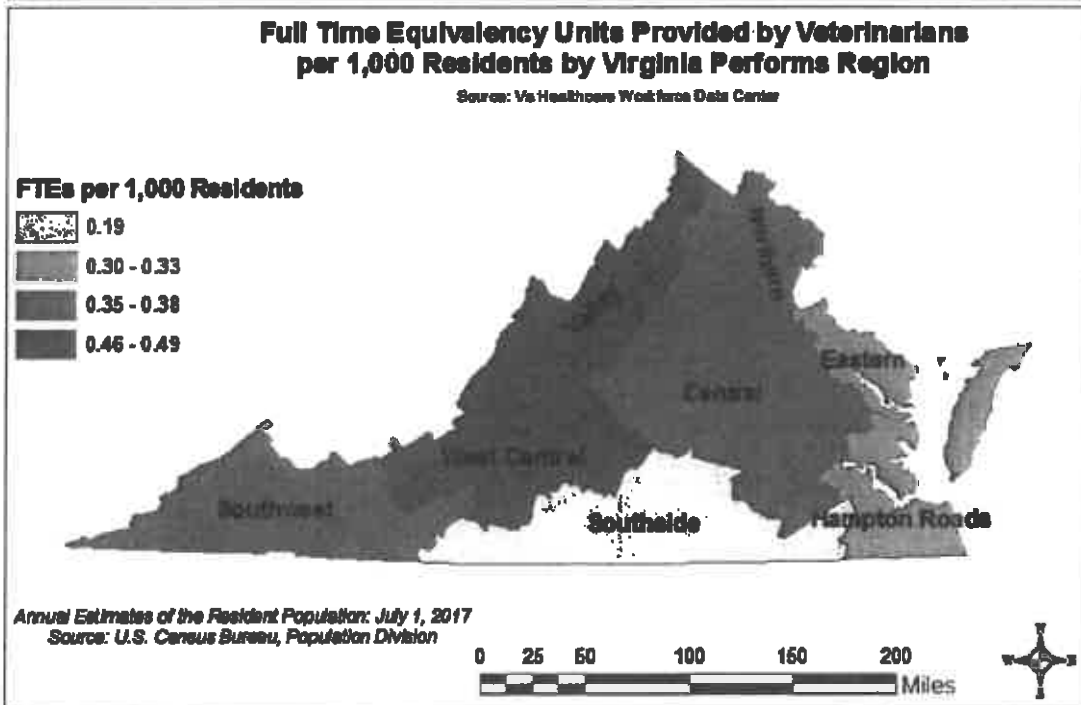 Full Time Equivalency Units Provided by Veterinarians
per 1,000 Residents by Virginia Performs Region
Source: Va Healthcare Workforce Data Center
FTEs per 1,000 Residents
0.19
0.30 - 0.33
0.35 - 0.38
0.46 - 0.49
Eastern
Central
West Central
Southwest
Southside
Hampton Roads
Annual Estimates of the Resident Population: July 1, 2017
Source: U.S. Census Bureau, Population Division
0 25 50 100 150 200
Miles
N
W E
S